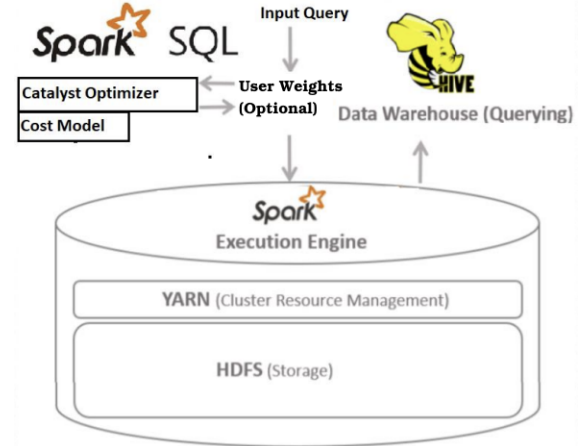 Input Query
Spark SQL
User Weights
(Optional)
Catalyst Optimizer
Cost Model
HIVE
Data Warehouse (Querying)
Spark
Execution Engine
YARN (Cluster Resource Management)
HDFS (Storage)